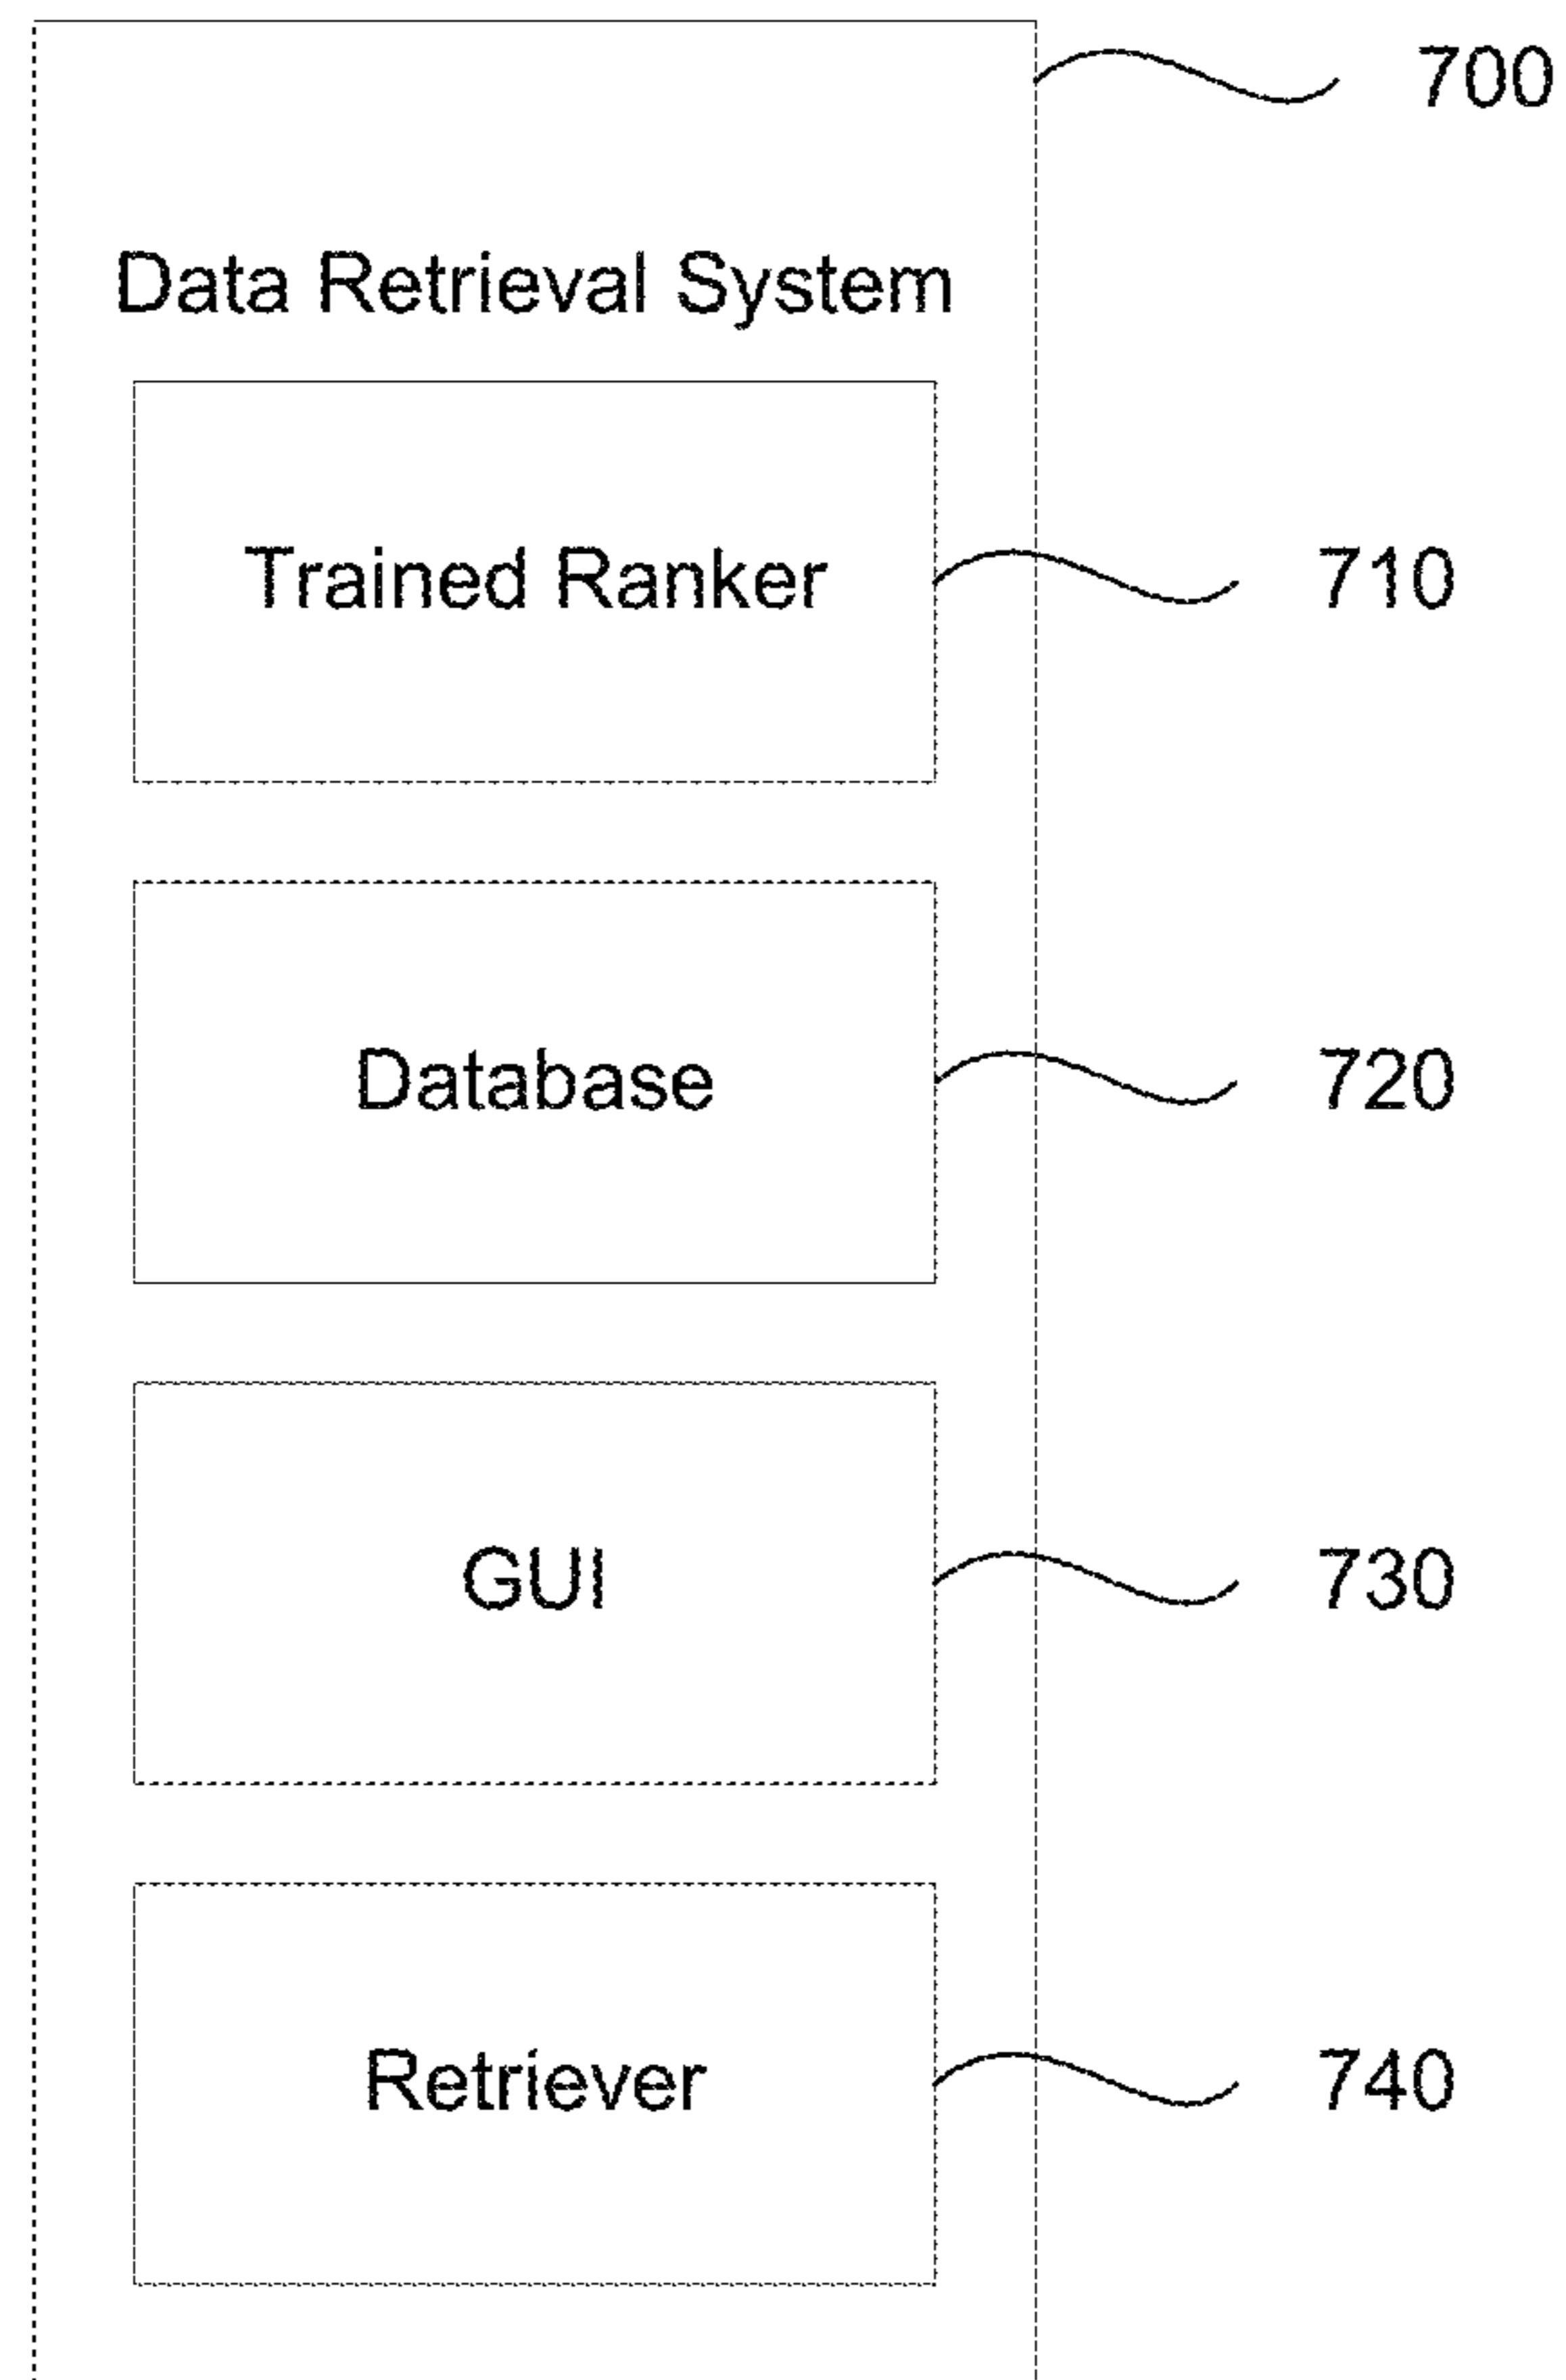 700
Data Retrieval System
Trained Ranker 710
Database 720
GUI 730
Retriever 740